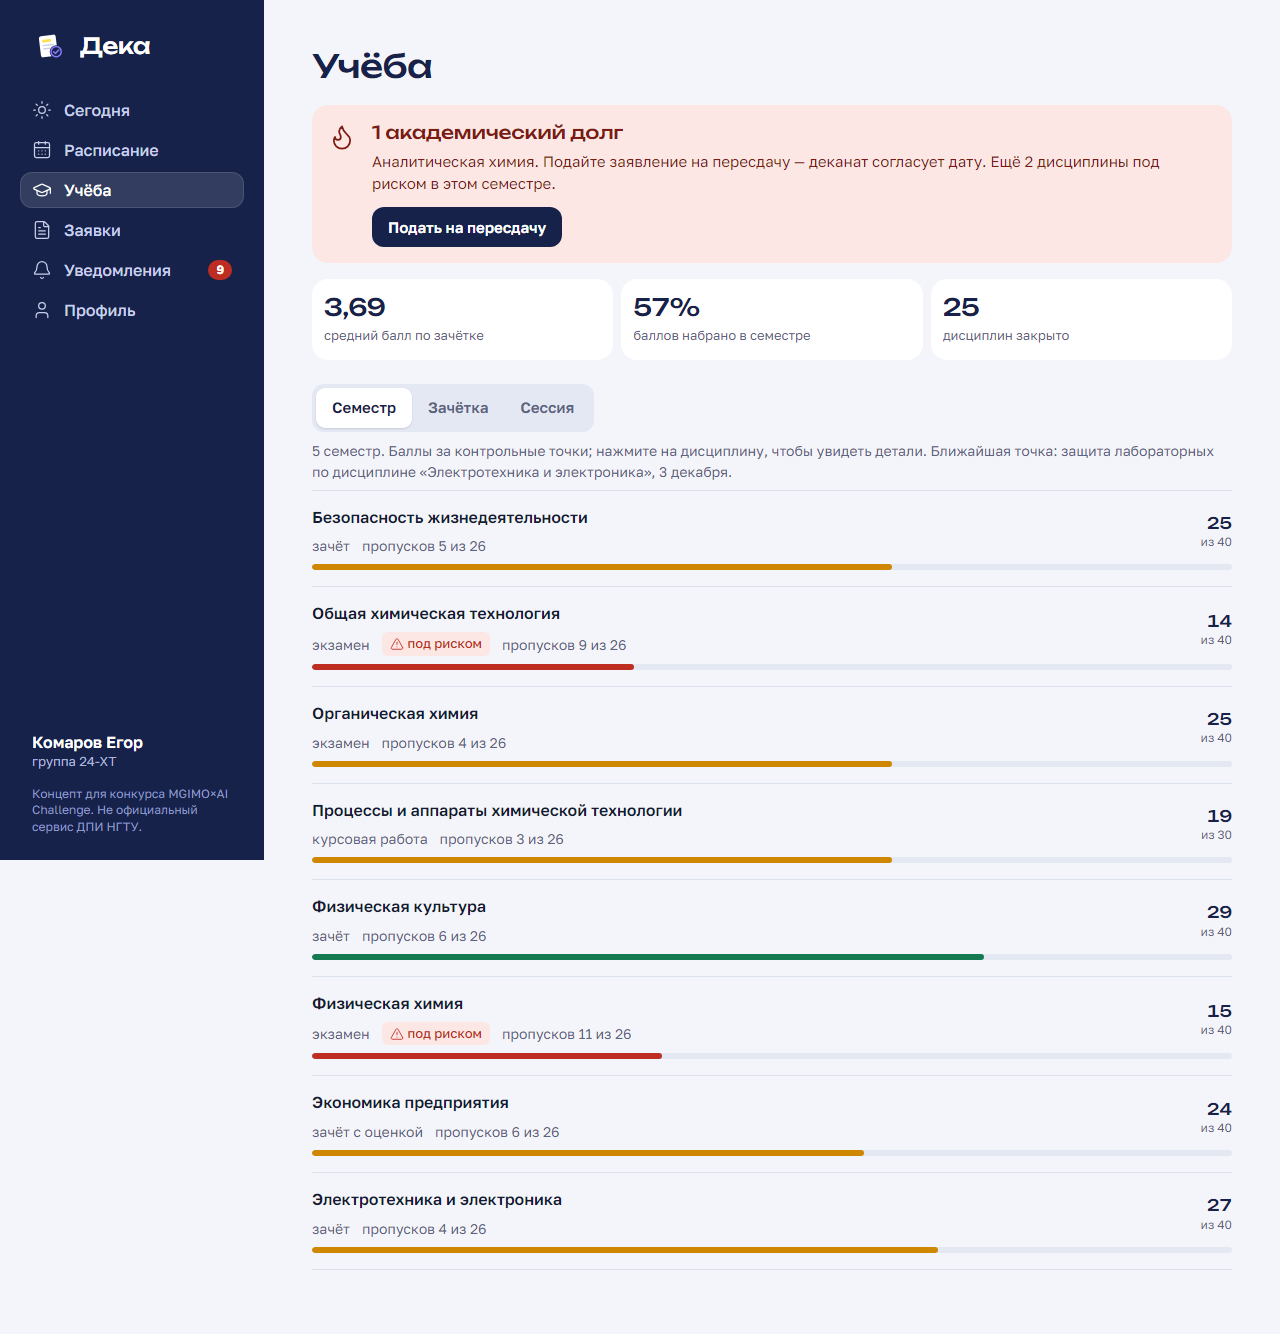 Дека
Сегодня
Расписание
Учёба
Заявки
Уведомления 9
Профиль
Комаров Егор
группа 24-ХТ
Концепт для конкурса MGIMO×AI
Challenge. Не официальный
сервис ДПИ НГТУ.
Учёба
1 академический долг
Аналитическая химия. Подайте заявление на пересдачу — деканат согласует дату. Ещё 2 дисциплины под
риском в этом семестре.
Подать на пересдачу
3,69
средний балл по зачётке
57%
баллов набрано в семестре
25
дисциплин закрыто
Семестр Зачётка Сессия
5 семестр. Баллы за контрольные точки; нажмите на дисциплину, чтобы увидеть детали. Ближайшая точка: защита лабораторных
по дисциплине «Электротехника и электроника», 3 декабря.
Безопасность жизнедеятельности
зачёт пропусков 5 из 26
25
из 40
Общая химическая технология
экзамен под риском пропусков 9 из 26
14
из 40
Органическая химия
экзамен пропусков 4 из 26
25
из 40
Процессы и аппараты химической технологии
курсовая работа пропусков 3 из 26
19
из 30
Физическая культура
зачёт пропусков 6 из 26
29
из 40
Физическая химия
экзамен под риском пропусков 11 из 26
15
из 40
Экономика предприятия
зачёт с оценкой пропусков 6 из 26
24
из 40
Электротехника и электроника
зачёт пропусков 4 из 26
27
из 40